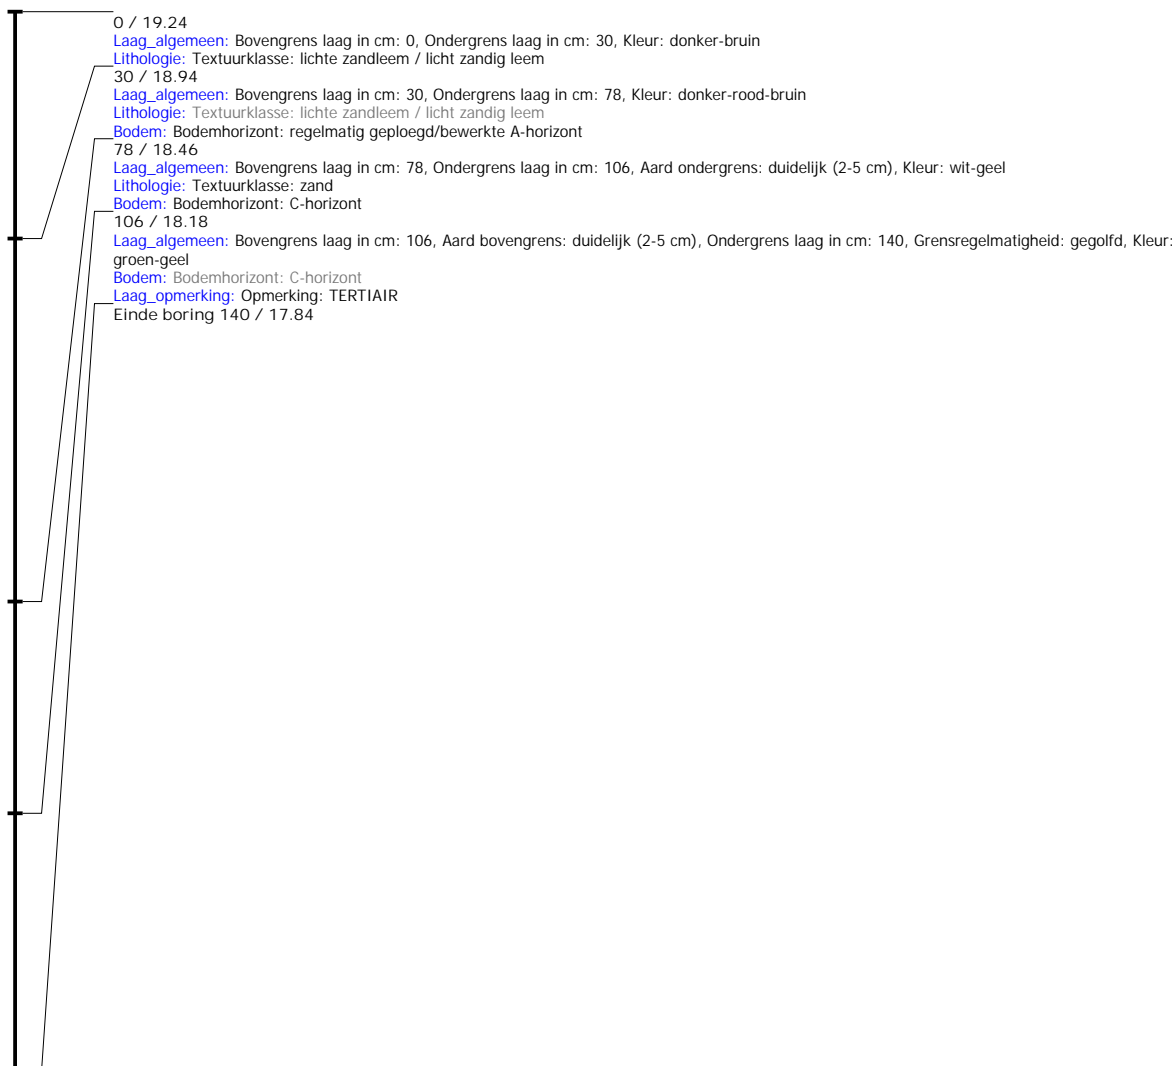 0 / 19.24
Laag_algemeen: Bovengrens laag in cm: 0, Ondergrens laag in cm: 30, Kleur: donker-bruin
Lithologie: Textuurklasse: lichte zandleem / licht zandig leem
30 / 18.94
Laag_algemeen: Bovengrens laag in cm: 30, Ondergrens laag in cm: 78, Kleur: donker-rood-bruin
Lithologie: Textuurklasse: lichte zandleem / licht zandig leem
Bodem: Bodemhorizont: regelmatig geploegd/bewerkte A-horizont
78 / 18.46
Laag_algemeen: Bovengrens laag in cm: 78, Ondergrens laag in cm: 106, Aard ondergrens: duidelijk (2-5 cm), Kleur: wit-geel
Lithologie: Textuurklasse: zand
Bodem: Bodemhorizont: C-horizont
106 / 18.18
Laag_algemeen: Bovengrens laag in cm: 106, Aard bovengrens: duidelijk (2-5 cm), Ondergrens laag in cm: 140, Grensregelmatigheid: gegolfd, Kleur:
groen-geel
Bodem: Bodemhorizont: C-horizont
Laag_opmerking: Opmerking: TERTIAIR
Einde boring 140 / 17.84